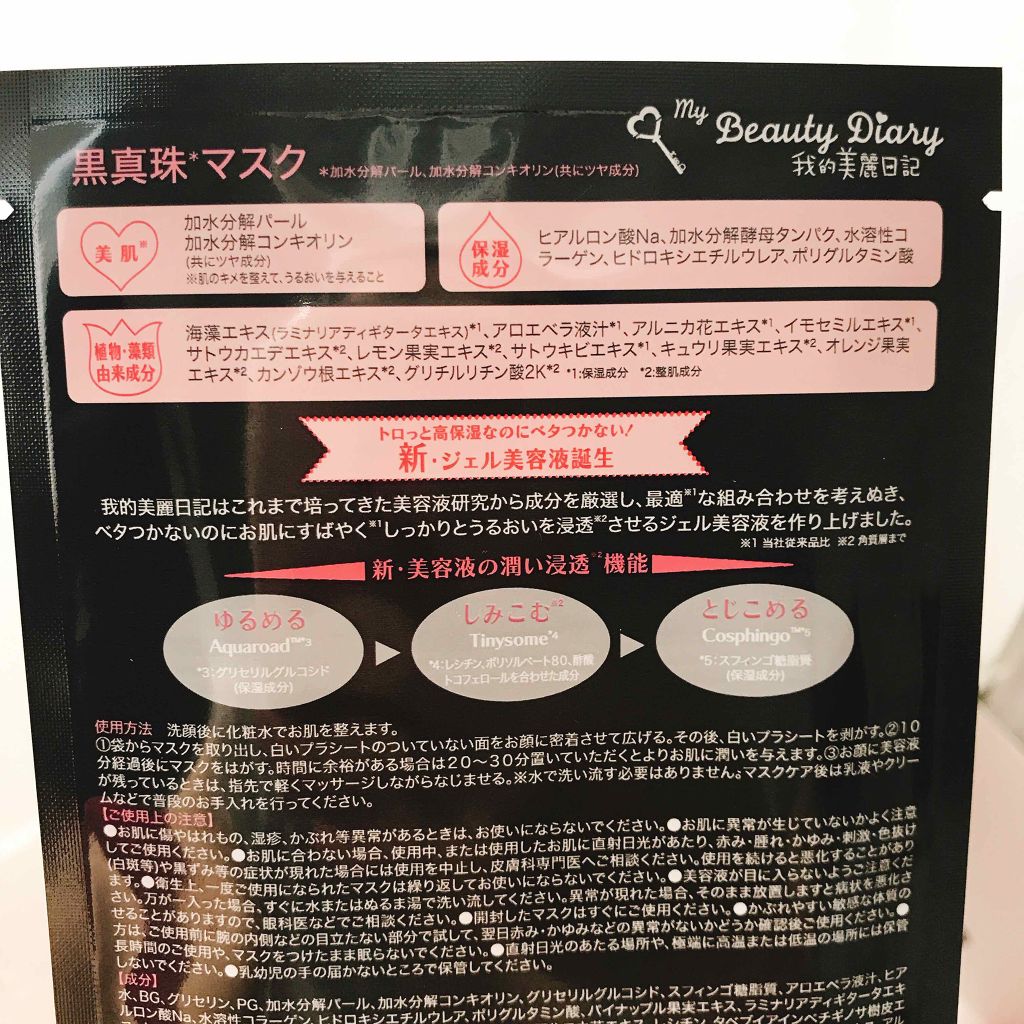 My
Beauty Diary
我的美麗日記
黒真珠*マスク *加水分解パール、加水分解コンキオリン(共にツヤ成分)
美肌※
加水分解パール
加水分解コンキオリン
(共にツヤ成分)
※肌のキメを整えて、うるおいを与えること
保湿
成分
ヒアルロン酸Na、加水分解酵母タンパク、水溶性コ
ラーゲン、ヒドロキシエチルウレア、ポリグルタミン酸
植物・藻類
由来成分
海藻エキス(ラミナリアディギタータエキス)*1、アロエベラ液汁*1、アルニカ花エキス*1、イモセミルエキス*1、
サトウカエデエキス*2、レモン果実エキス*2、サトウキビエキス*1、キュウリ果実エキス*2、オレンジ果実
エキス*2、カンゾウ根エキス*2、グリチルリチン酸2K*2 *1:保湿成分 *2:整肌成分
トロっと高保湿なのにベタつかない!
新・ジェル美容液誕生
我的美麗日記はこれまで培ってきた美容液研究から成分を厳選し、最適※1な組み合わせを考えぬき、
ベタつかないのにお肌にすばやく※1しっかりとうるおいを浸透※2させるジェル美容液を作り上げました。
※1 当社従来品比 ※2 角質層まで
新・美容液の潤い浸透※2機能
ゆるめる
Aquaroad™*3
*3:グリセリルグルコシド
(保湿成分)
しみこむ※2
Tinysome*4
*4:レシチン、ポリソルベート80、酢酸
トコフェロールを合わせた成分
とじこめる
Cosphingo™*5
*5:スフィンゴ糖脂質
(保湿成分)
使用方法 洗顔後に化粧水でお肌を整えます。
①袋からマスクを取り出し、白いプラシートのついていない面をお顔に密着させて広げる。その後、白いプラシートを剥がす。②10
分経過後にマスクをはがす。時間に余裕がある場合は20〜30分置いていただくとよりお肌に潤いを与えます。③お顔に美容液
が残っているときは、指先で軽くマッサージしながらなじませる。※水で洗い流す必要はありません。マスクケア後は乳液やクリー
ムなどで普段のお手入れを行ってください。
【ご使用上の注意】
●お肌に傷やはれもの、湿疹、かぶれ等異常があるときは、お使いにならないでください。●お肌に異常が生じていないかよく注意
してご使用ください。●お肌に合わない場合、使用中、または使用したお肌に直射日光があたり、赤み・腫れ・かゆみ・刺激・色抜け
(白斑等)や黒ずみ等の症状が現れた場合には使用を中止し、皮膚科専門医へご相談ください。使用を続けると悪化することがあり
ます。●衛生上、一度ご使用になられたマスクは繰り返してお使いにならないでください。●美容液が目に入らないようご注意くだ
さい。万が一入った場合、すぐに水またはぬるま湯で洗い流してください。異常が現れた場合、そのまま放置しますと病状を悪化さ
せることがありますので、眼科医などでご相談ください。●開封したマスクはすぐにご使用ください。●かぶれやすい敏感な体質の
方は、ご使用前に腕の内側などの目立たない部分で試して、翌日赤み・かゆみなどの異常がないかどうか確認後ご使用ください。●
長時間のご使用や、マスクをつけたまま眠らないでください。●直射日光のあたる場所や、極端に高温または低温の場所には保管
しないでください。●乳幼児の手の届かないところで保管してください。
【成分】
水、BG、グリセリン、PG、加水分解パール、加水分解コンキオリン、グリセリルグルコシド、スフィンゴ糖脂質、アロエベラ液汁、ヒア
ルロン酸Na、水溶性コラーゲン、ヒドロキシエチルウレア、ポリグルタミン酸、パイナップル果実エキス、ラミナリアディギタータエキ